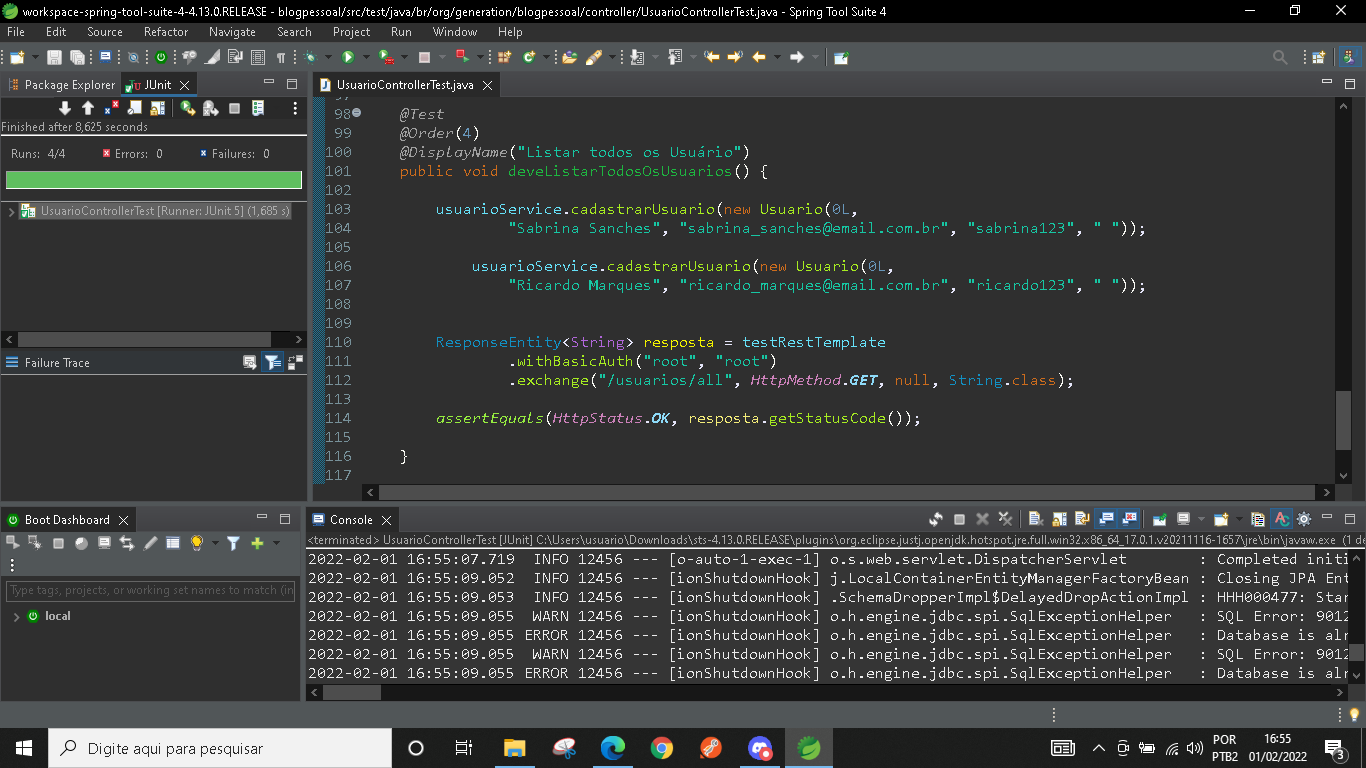 workspace-spring-tool-suite-4-4.13.0.RELEASE - blogpessoal/src/test/java/br/org/generation/blogpessoal/controller/UsuarioControllerTest.java - Spring Tool Suite 4
File Edit Source Refactor Navigate Search Project Run Window Help
Package Explorer JUnit
Finished after 8,625 seconds
Runs: 4/4 Errors: 0 Failures: 0
UsuarioControllerTest [Runner: JUnit 5] (1,685 s)
Failure Trace
UsuarioControllerTest.java
98 @Test
99 @Order(4)
100 @DisplayName("Listar todos os Usuário")
101 public void deveListarTodosOsUsuarios() {
102
103 usuarioService.cadastrarUsuario(new Usuario(0L,
104 "Sabrina Sanches", "sabrina_sanches@email.com.br", "sabrina123", " "));
105
106 usuarioService.cadastrarUsuario(new Usuario(0L,
107 "Ricardo Marques", "ricardo_marques@email.com.br", "ricardo123", " "));
108
109
110 ResponseEntity<String> resposta = testRestTemplate
111 .withBasicAuth("root", "root")
112 .exchange("/usuarios/all", HttpMethod.GET, null, String.class);
113
114 assertEquals(HttpStatus.OK, resposta.getStatusCode());
115
116 }
117
Boot Dashboard
Type tags, projects, or working set names to match (in
local
Console
<terminated> UsuarioControllerTest [JUnit] C:\Users\usuario\Downloads\sts-4.13.0.RELEASE\plugins\org.eclipse.justj.openjdk.hotspot.jre.full.win32.x86_64_17.0.1.v20211116-1657\jre\bin\javaw.exe (1 de
2022-02-01 16:55:07.719 INFO 12456 --- [o-auto-1-exec-1] o.s.web.servlet.DispatcherServlet : Completed initi
2022-02-01 16:55:09.052 INFO 12456 --- [ionShutdownHook] j.LocalContainerEntityManagerFactoryBean : Closing JPA Ent
2022-02-01 16:55:09.053 INFO 12456 --- [ionShutdownHook] .SchemaDropperImpl$DelayedDropActionImpl : HHH000477: Star
2022-02-01 16:55:09.055 WARN 12456 --- [ionShutdownHook] o.h.engine.jdbc.spi.SqlExceptionHelper : SQL Error: 9012
2022-02-01 16:55:09.055 ERROR 12456 --- [ionShutdownHook] o.h.engine.jdbc.spi.SqlExceptionHelper : Database is alr
2022-02-01 16:55:09.055 WARN 12456 --- [ionShutdownHook] o.h.engine.jdbc.spi.SqlExceptionHelper : SQL Error: 9012
2022-02-01 16:55:09.055 ERROR 12456 --- [ionShutdownHook] o.h.engine.jdbc.spi.SqlExceptionHelper : Database is alr
Digite aqui para pesquisar
POR
PTB2
16:55
01/02/2022
3